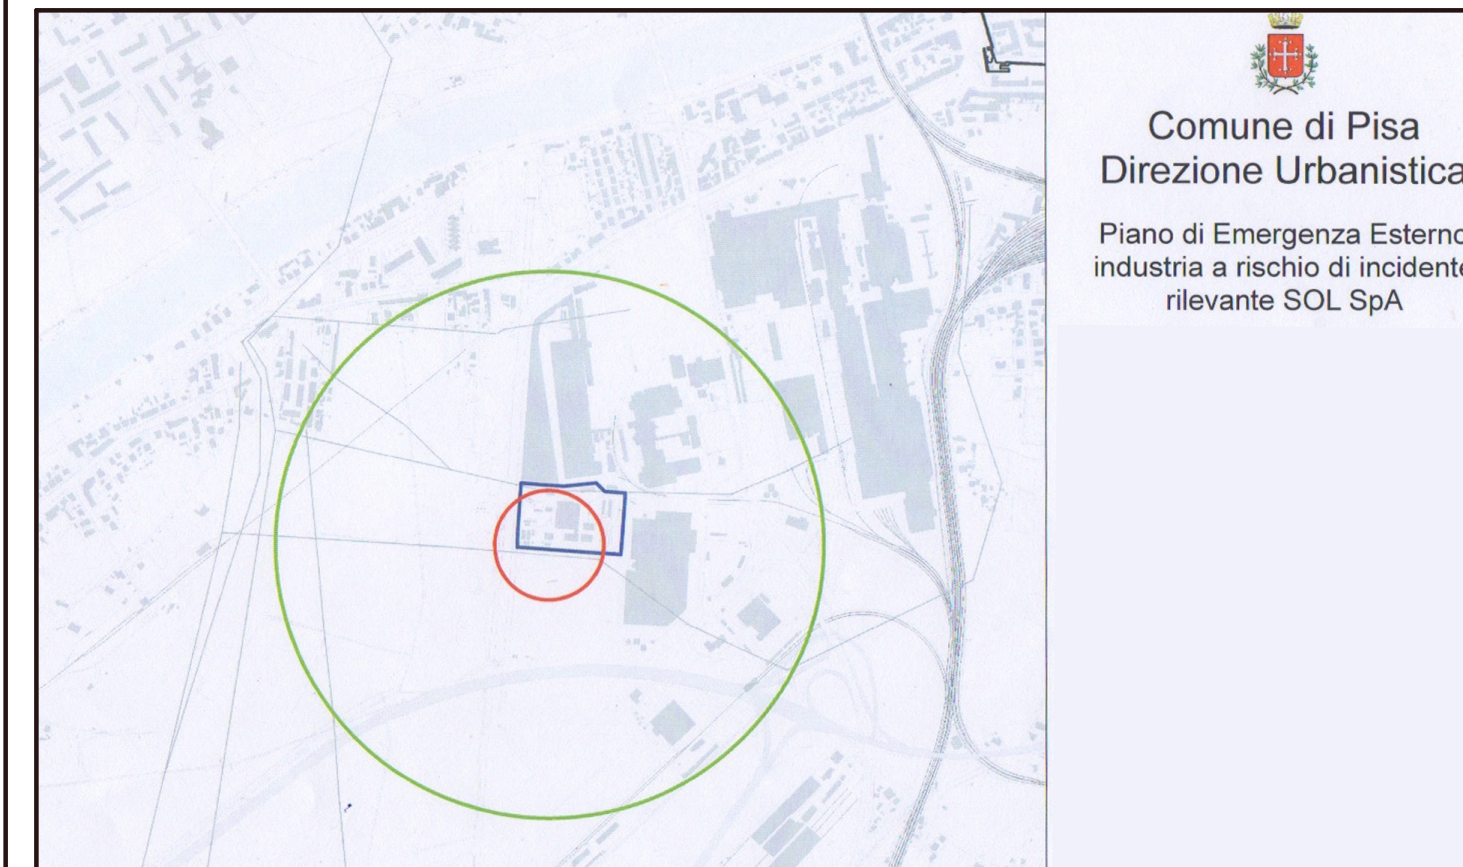 Comune di Pisa
Direzione Urbanistica
Piano di Emergenza Esterno
industria a rischio di incidente
rilevante SOL SpA